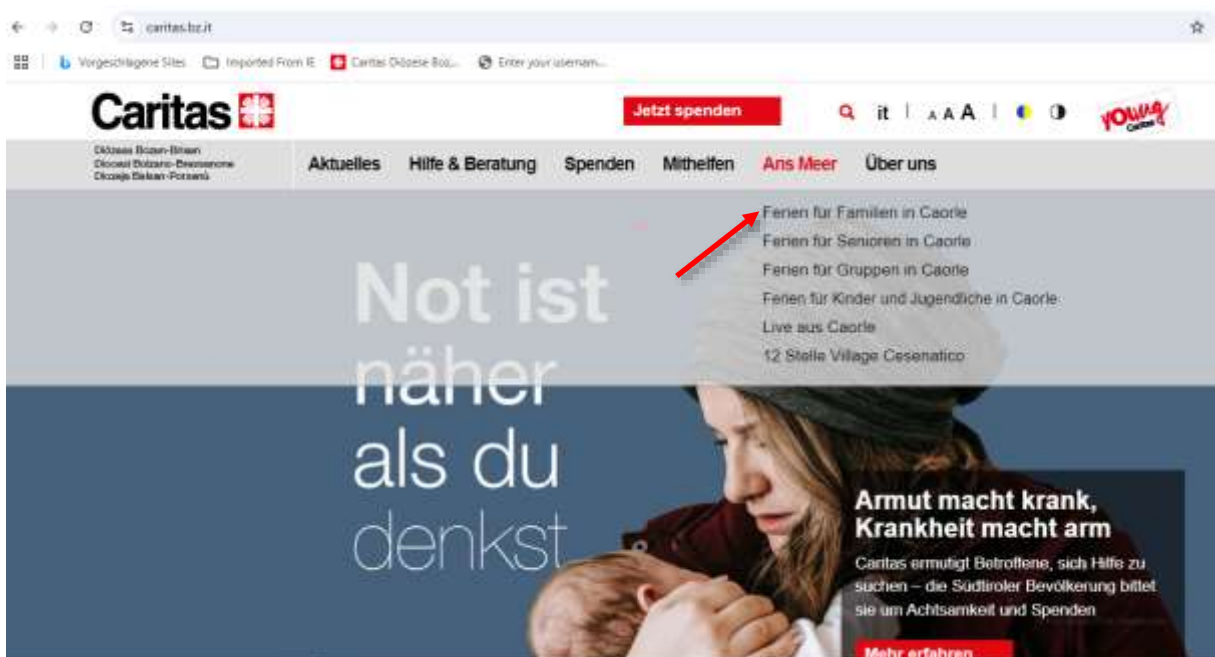 caritas.bz.it
Vorgeschlagene Sites Imported From IE Caritas Diözese Boz... Enter your usernam...
Caritas
Jetzt spenden
it A A A
young
Caritas
Diözese Bozen-Brixen
Diocesi Bolzano-Bressanone
Diozeja Balsan-Porsenù
Aktuelles Hilfe & Beratung Spenden Mithelfen Ans Meer Über uns
Ferien für Familien in Caorle
Ferien für Senioren in Caorle
Ferien für Gruppen in Caorle
Ferien für Kinder und Jugendliche in Caorle
Live aus Caorle
12 Stelle Village Cesenatico
Not ist
näher
als du
denkst
Armut macht krank,
Krankheit macht arm
Caritas ermutigt Betroffene, sich Hilfe zu
suchen – die Südtiroler Bevölkerung bittet
sie um Achtsamkeit und Spenden
Mehr erfahren